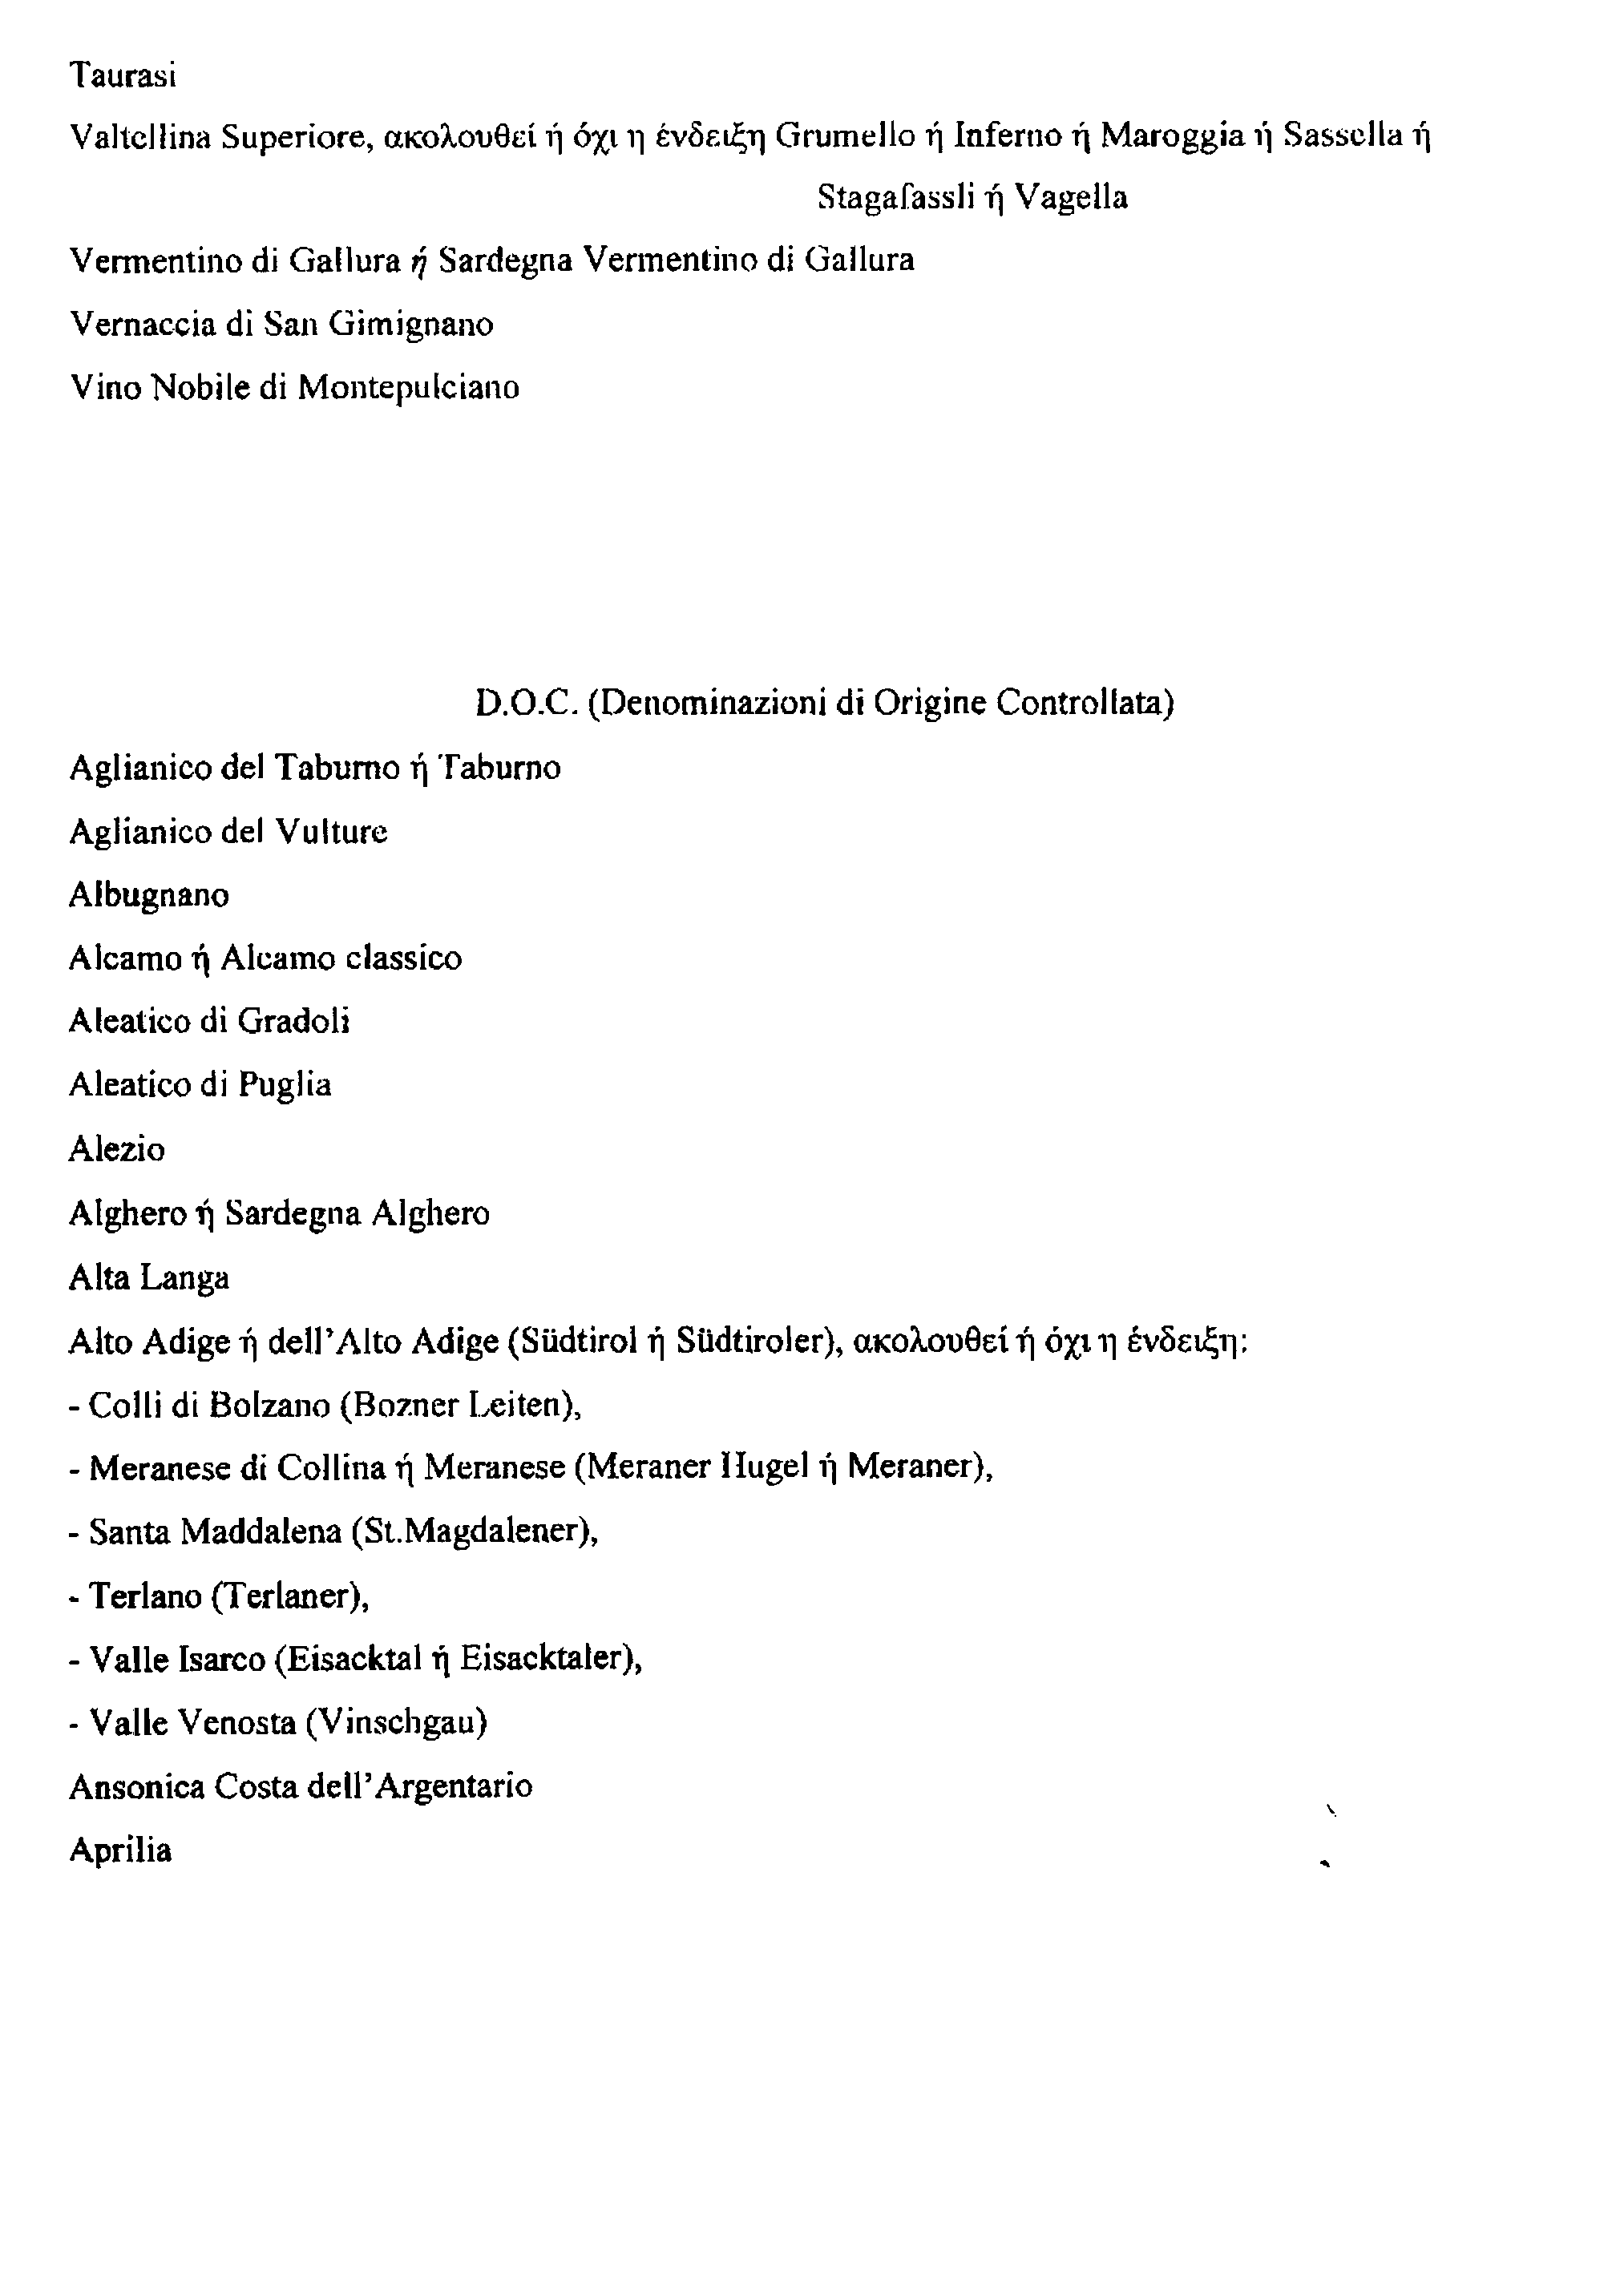 Taurasi
Valtellina Superiore, ακολουθεί ή όχι η ένδειξη Grumello ή Inferno ή Maroggia ή Sassella ή
Stagafassli ή Vagella
Vermentino di Gallura ή Sardegna Vermentino di Gallura
Vernaccia di San Gimignano
Vino Nobile di Montepulciano
D.O.C. (Denominazioni di Origine Controllata)
Aglianico del Taburno ή Taburno
Aglianico del Vulture
Albugnano
Alcamo ή Alcamo classico
Aleatico di Gradoli
Aleatico di Puglia
Alezio
Alghero ή Sardegna Alghero
Alta Langa
Alto Adige ή dell’Alto Adige (Südtirol ή Südtiroler), ακολουθεί ή όχι η ένδειξη:
- Colli di Bolzano (Bozner Leiten),
- Meranese di Collina ή Meranese (Meraner Hugel ή Meraner),
- Santa Maddalena (St.Magdalener),
- Terlano (Terlaner),
- Valle Isarco (Eisacktal ή Eisacktaler),
- Valle Venosta (Vinschgau)
Ansonica Costa dell’Argentario
Aprilia